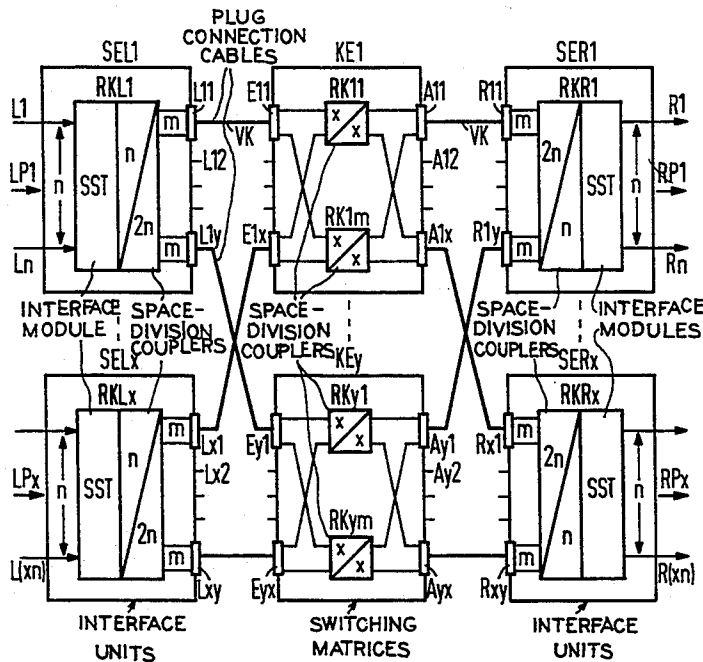 PLUG
CONNECTION
CABLES
SEL1
KE1
SER1
RKL1
L11
E11
RK11
A11
R11
RKR1
L1
m
VK
x
x
VK
m
R1
n
SST
n
2n
L12
A12
2n
n
SST
n
LP1
RP1
RK1m
Ln
m
L1y
E1x
x
x
A1x
R1y
m
Rn
INTERFACE
MODULE
SPACE-
DIVISION
COUPLERS
SPACE-
DIVISION
COUPLERS
SPACE-
DIVISION
COUPLERS
INTERFACE
MODULES
SELx
KEy
SERx
RKLx
RKy1
RKRx
m
Lx1
Ey1
x
x
Ay1
Rx1
m
Lx2
Ay2
LPx
n
SST
n
2n
2n
n
SST
n
RPx
RKym
L(xn)
m
Lxy
Eyx
x
x
Ayx
Rxy
m
R(xn)
INTERFACE
UNITS
SWITCHING
MATRICES
INTERFACE
UNITS